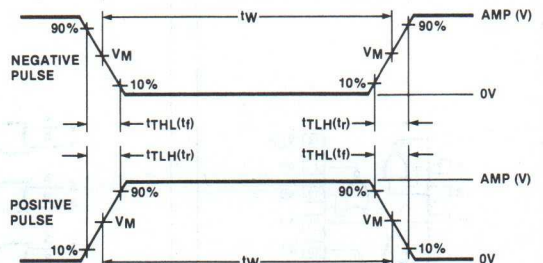 tW AMP (V)
90% 90%
NEGATIVE PULSE VM VM
10% 10%
0V
tTHL(tf) tTLH(tr)
tTLH(tr) tTHL(tf)
90% 90% AMP (V)
POSITIVE PULSE VM VM
10% 10%
tW 0V